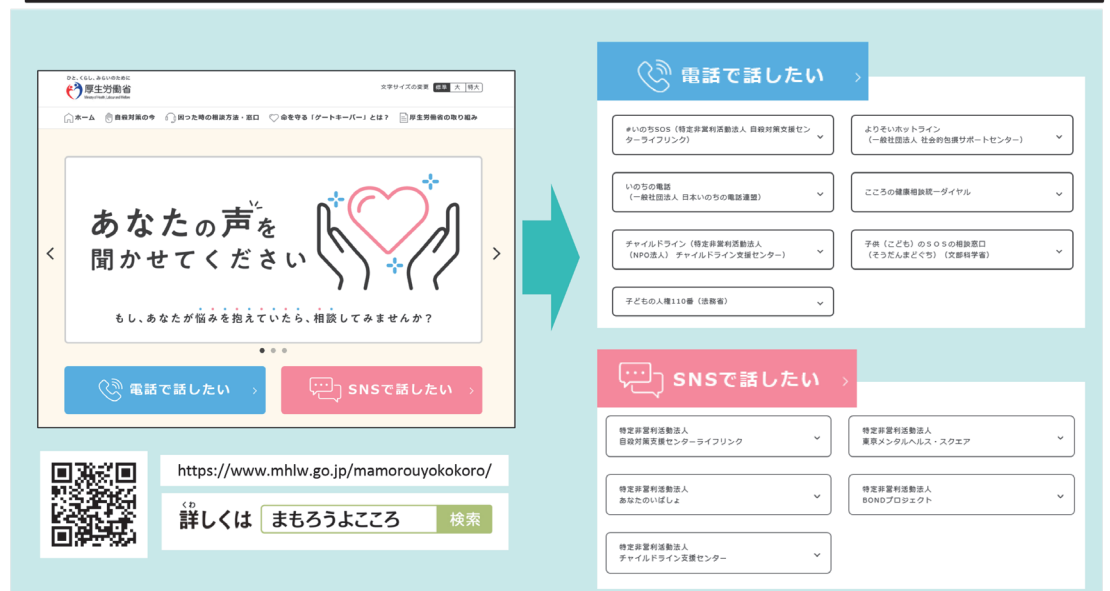 ひと、くらし、みらいのために
厚生労働省
Ministry of Health, Labour and Welfare
文字サイズの変更 標準 大 特大
ホーム 自殺対策の今 困った時の相談方法・窓口 命を守る「ゲートキーパー」とは？ 厚生労働省の取り組み
あなたの声を
聞かせてください
もし、あなたが悩みを抱えていたら、相談してみませんか？
電話で話したい
SNSで話したい
https://www.mhlw.go.jp/mamorouyokokoro/
くわ
詳しくは まもろうよこころ 検索
電話で話したい
#いのちSOS（特定非営利活動法人 自殺対策支援セン
ターライフリンク）
よりそいホットライン
（一般社団法人 社会的包摂サポートセンター）
いのちの電話
（一般社団法人 日本いのちの電話連盟）
こころの健康相談統一ダイヤル
チャイルドライン（特定非営利活動法人
（NPO法人） チャイルドライン支援センター）
子供（こども）のＳＯＳの相談窓口
（そうだんまどぐち）（文部科学省）
子どもの人権110番（法務省）
SNSで話したい
特定非営利活動法人
自殺対策支援センターライフリンク
特定非営利活動法人
東京メンタルヘルス・スクエア
特定非営利活動法人
あなたのいばしょ
特定非営利活動法人
BONDプロジェクト
特定非営利活動法人
チャイルドライン支援センター